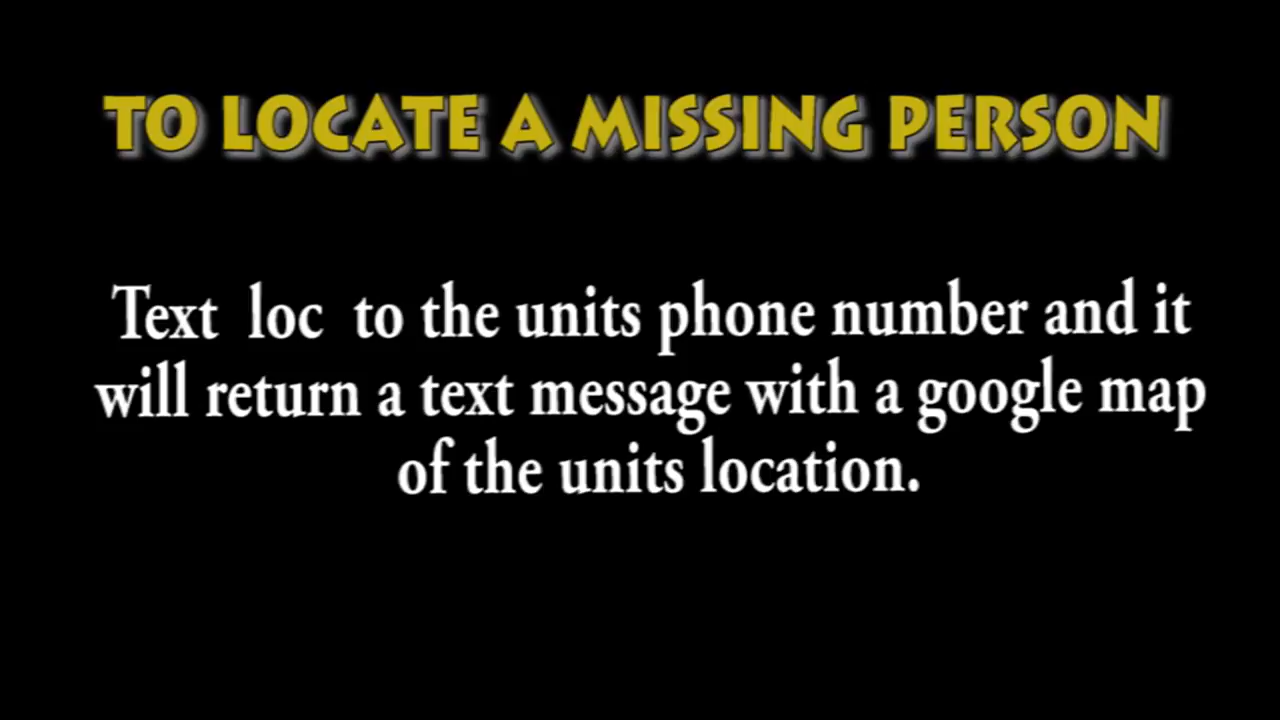 TO LOCATE A MISSING PERSON
Text loc to the units phone number and it
will return a text message with a google map
of the units location.